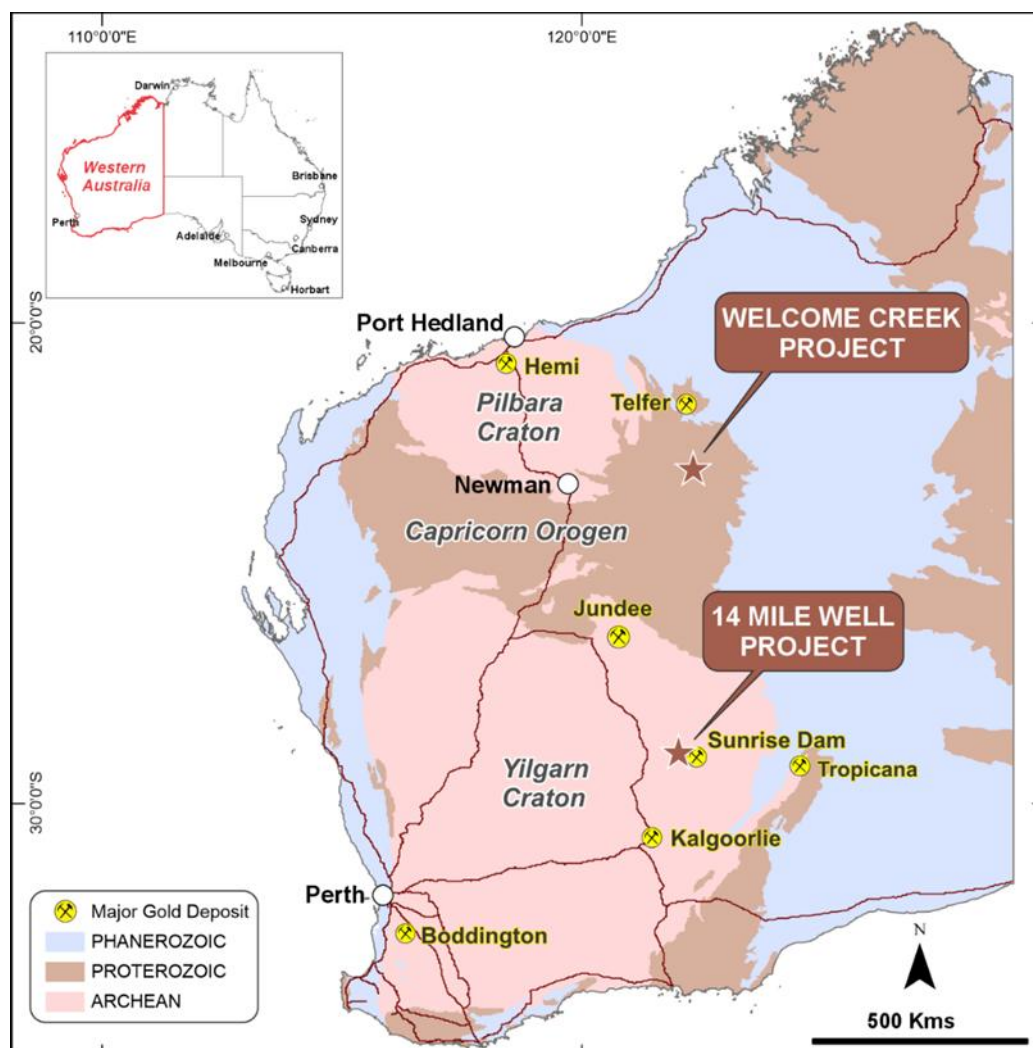 110°0'0"E
120°0'0"E
Darwin
Western
Australia
Brisbane
Perth
Sydney
Adelaide
Canberra
Melbourne
Horbart
20°0'0"S
Port Hedland
WELCOME CREEK
PROJECT
Hemi
Pilbara
Craton
Telfer
Newman
Capricorn Orogen
Jundee
14 MILE WELL
PROJECT
Sunrise Dam
Tropicana
Yilgarn
Craton
30°0'0"S
Kalgoorlie
Perth
Boddington
Major Gold Deposit
PHANEROZOIC
PROTEROZOIC
ARCHEAN
N
500 Kms